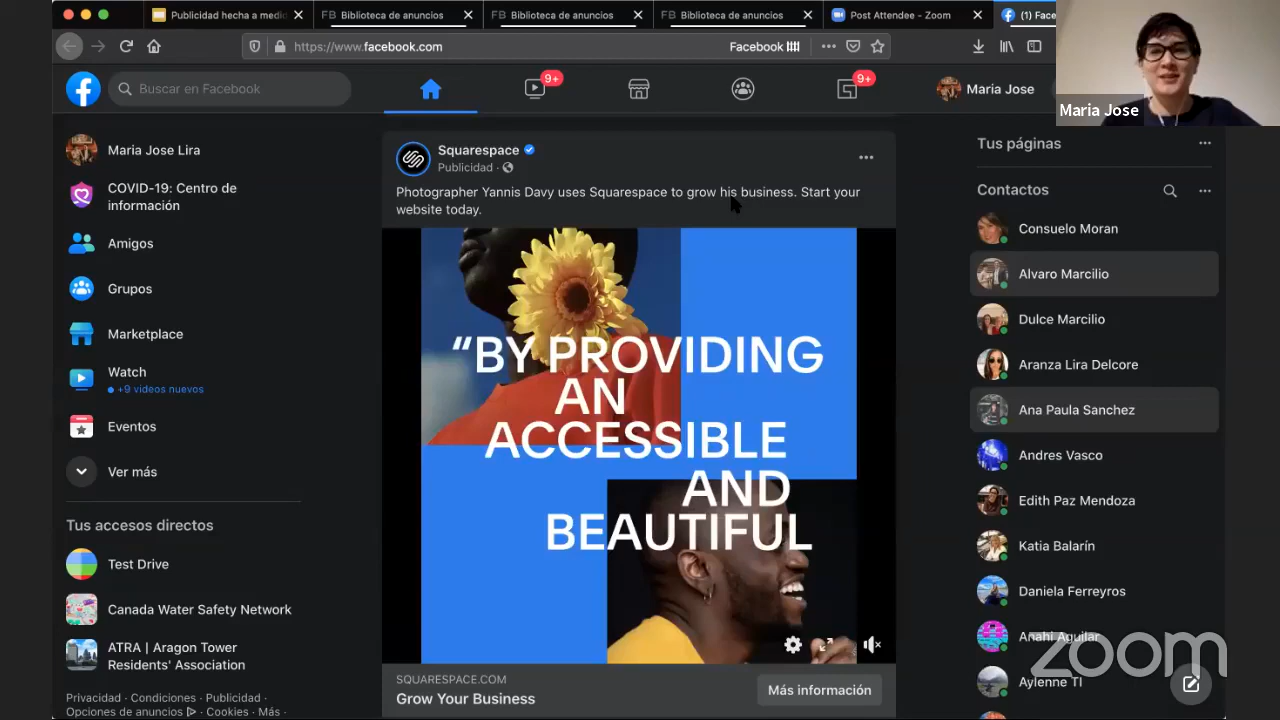 Publicidad hecha a medid
FB Biblioteca de anuncios
FB Biblioteca de anuncios
FB Biblioteca de anuncios
Post Attendee - Zoom
(1) Face
https://www.facebook.com
Facebook
Buscar en Facebook
9+
9+
Maria Jose
Maria Jose
Maria Jose Lira
COVID-19: Centro de
información
Amigos
Grupos
Marketplace
Watch
+9 videos nuevos
Eventos
Ver más
Tus accesos directos
Test Drive
Canada Water Safety Network
ATRA | Aragon Tower
Residents' Association
Privacidad · Condiciones · Publicidad ·
Opciones de anuncios · Cookies · Más ·
Squarespace
Publicidad ·
Photographer Yannis Davy uses Squarespace to grow his business. Start your
website today.
“BY PROVIDING
AN
ACCESSIBLE
AND
BEAUTIFUL
SQUARESPACE.COM
Grow Your Business
Más información
Tus páginas
Contactos
Consuelo Moran
Alvaro Marcilio
Dulce Marcilio
Aranza Lira Delcore
Ana Paula Sanchez
Andres Vasco
Edith Paz Mendoza
Katia Balarín
Daniela Ferreyros
Anahi Aguilar
Aylenne TI
zoom